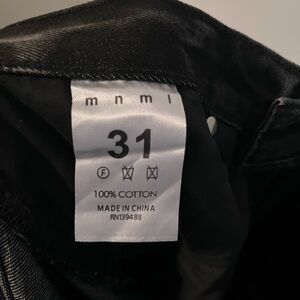 mnml
31
F
100% COTTON
MADE IN CHINA
RN139488